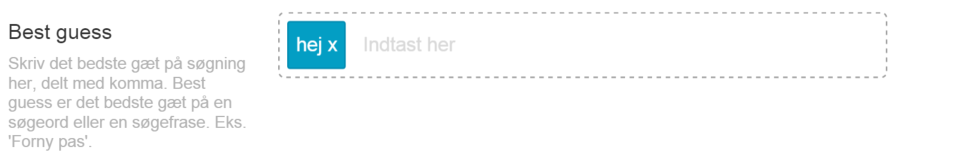 Best guess
Skriv det bedste gæt på søgning
her, delt med komma. Best
guess er det bedste gæt på en
søgeord eller en søgefrase. Eks.
'Forny pas'.
hej x
Indtast her